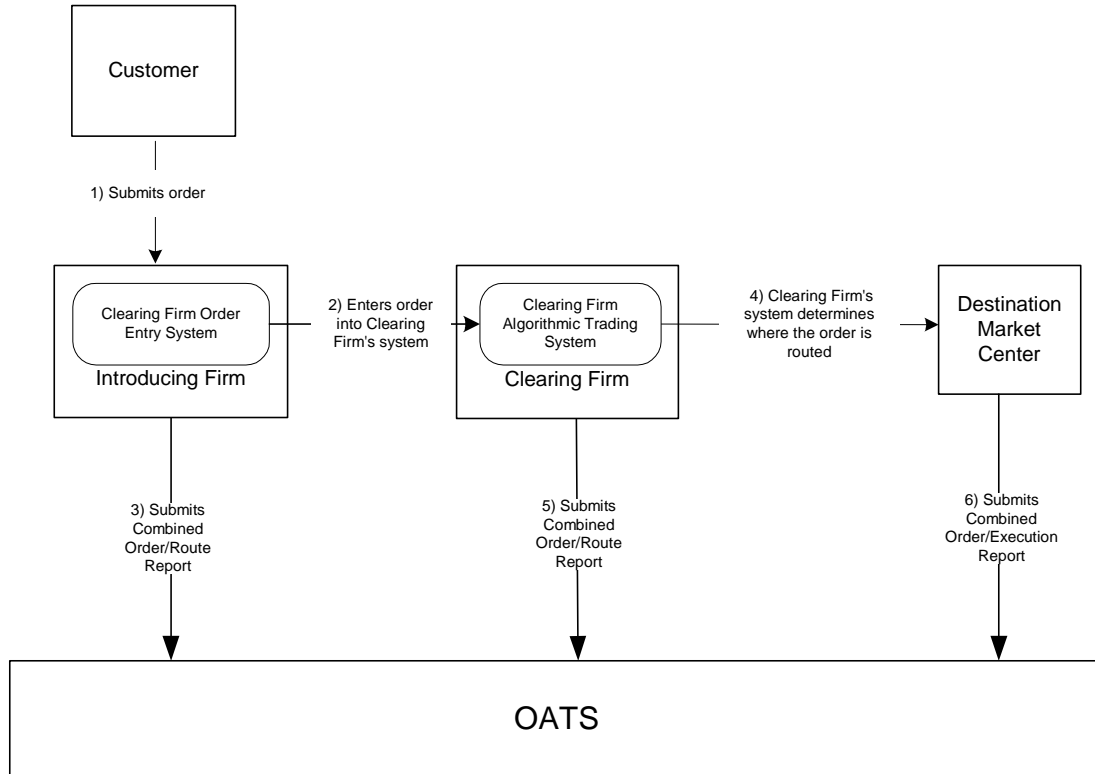 Customer
1) Submits order
Clearing Firm Order
Entry System
Introducing Firm
2) Enters order
into Clearing
Firm's system
Clearing Firm
Algorithmic Trading
System
Clearing Firm
4) Clearing Firm's
system determines
where the order is
routed
Destination
Market
Center
3) Submits
Combined
Order/Route
Report
5) Submits
Combined
Order/Route
Report
6) Submits
Combined
Order/Execution
Report
OATS